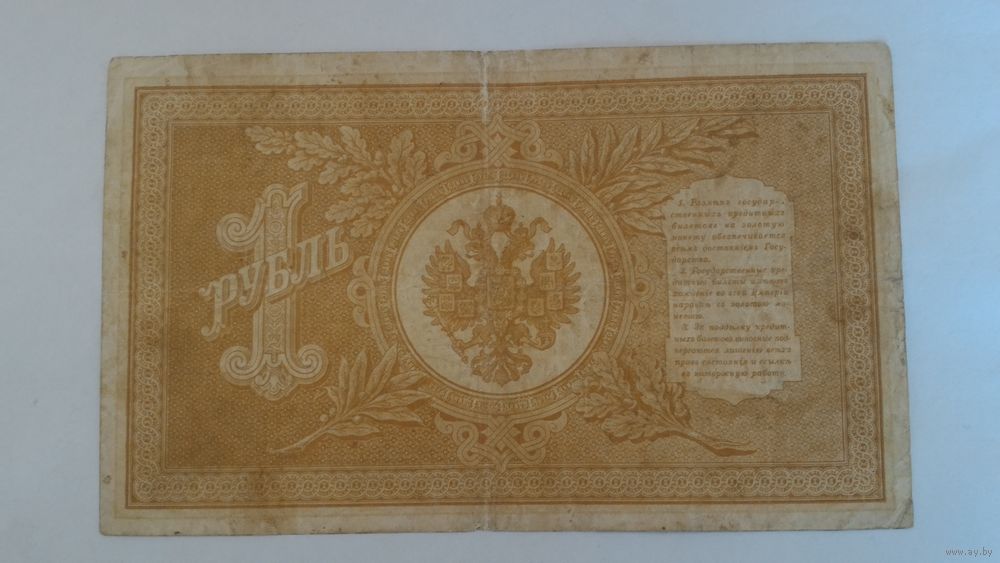 1
РУБЛЬ
1. Размѣнъ государ-
ственныхъ кредитныхъ
билетовъ на золотую
монету обезпечивается
всѣмъ достояніемъ Госу-
дарства.
2. Государственные кре-
дитные билеты имѣютъ
хожденіе во всей Имперіи
наравнѣ съ золотою мо-
нетою.
3. За поддѣлку кредит-
ныхъ билетовъ виновные под-
вергаются лишенію всѣхъ
правъ состоянія и ссылкѣ
въ каторжную работу.
www.ay.by